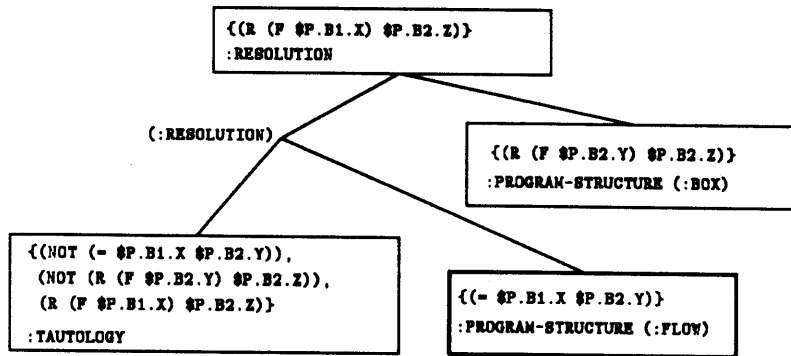 {(R (F $P.B1.X) $P.B2.Z)}
:RESOLUTION
(:RESOLUTION)
{(R (F $P.B2.Y) $P.B2.Z)}
:PROGRAM-STRUCTURE (:BOX)
{(NOT (= $P.B1.X $P.B2.Y)),
(NOT (R (F $P.B2.Y) $P.B2.Z)),
(R (F $P.B1.X) $P.B2.Z)}
:TAUTOLOGY
{(= $P.B1.X $P.B2.Y)}
:PROGRAM-STRUCTURE (:FLOW)